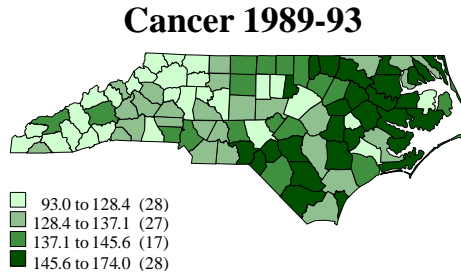 Cancer 1989-93
93.0 to 128.4 (28)
128.4 to 137.1 (27)
137.1 to 145.6 (17)
145.6 to 174.0 (28)